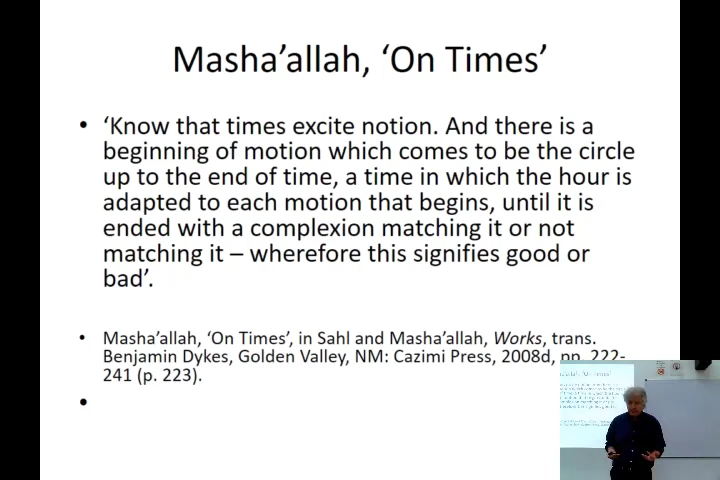 Masha’allah, ‘On Times’
• ‘Know that times excite notion. And there is a
beginning of motion which comes to be the circle
up to the end of time, a time in which the hour is
adapted to each motion that begins, until it is
ended with a complexion matching it or not
matching it – wherefore this signifies good or
bad’.
• Masha’allah, ‘On Times’, in Sahl and Masha’allah, Works, trans.
Benjamin Dykes, Golden Valley, NM: Cazimi Press, 2008d, pp. 222-
241 (p. 223).
•